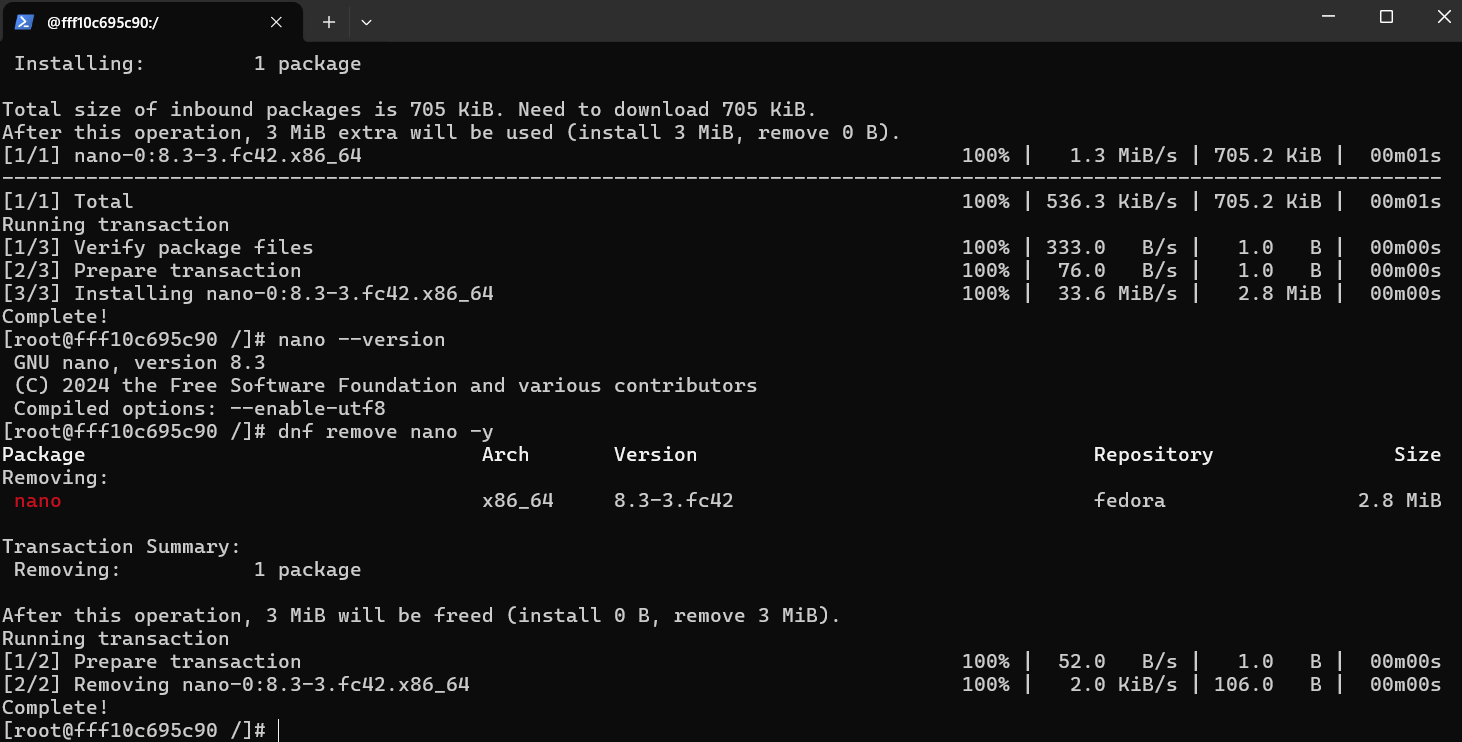 @fff10c695c90:/
Installing: 1 package
Total size of inbound packages is 705 KiB. Need to download 705 KiB.
After this operation, 3 MiB extra will be used (install 3 MiB, remove 0 B).
[1/1] nano-0:8.3-3.fc42.x86_64 100% | 1.3 MiB/s | 705.2 KiB | 00m01s
------------------------------------------------------------------------------------------------------------------------
[1/1] Total 100% | 536.3 KiB/s | 705.2 KiB | 00m01s
Running transaction
[1/3] Verify package files 100% | 333.0 B/s | 1.0 B | 00m00s
[2/3] Prepare transaction 100% | 76.0 B/s | 1.0 B | 00m00s
[3/3] Installing nano-0:8.3-3.fc42.x86_64 100% | 33.6 MiB/s | 2.8 MiB | 00m00s
Complete!
[root@fff10c695c90 /]# nano --version
GNU nano, version 8.3
(C) 2024 the Free Software Foundation and various contributors
Compiled options: --enable-utf8
[root@fff10c695c90 /]# dnf remove nano -y
Package Arch Version Repository Size
Removing:
nano x86_64 8.3-3.fc42 fedora 2.8 MiB
Transaction Summary:
Removing: 1 package
After this operation, 3 MiB will be freed (install 0 B, remove 3 MiB).
Running transaction
[1/2] Prepare transaction 100% | 52.0 B/s | 1.0 B | 00m00s
[2/2] Removing nano-0:8.3-3.fc42.x86_64 100% | 2.0 KiB/s | 106.0 B | 00m00s
Complete!
[root@fff10c695c90 /]#